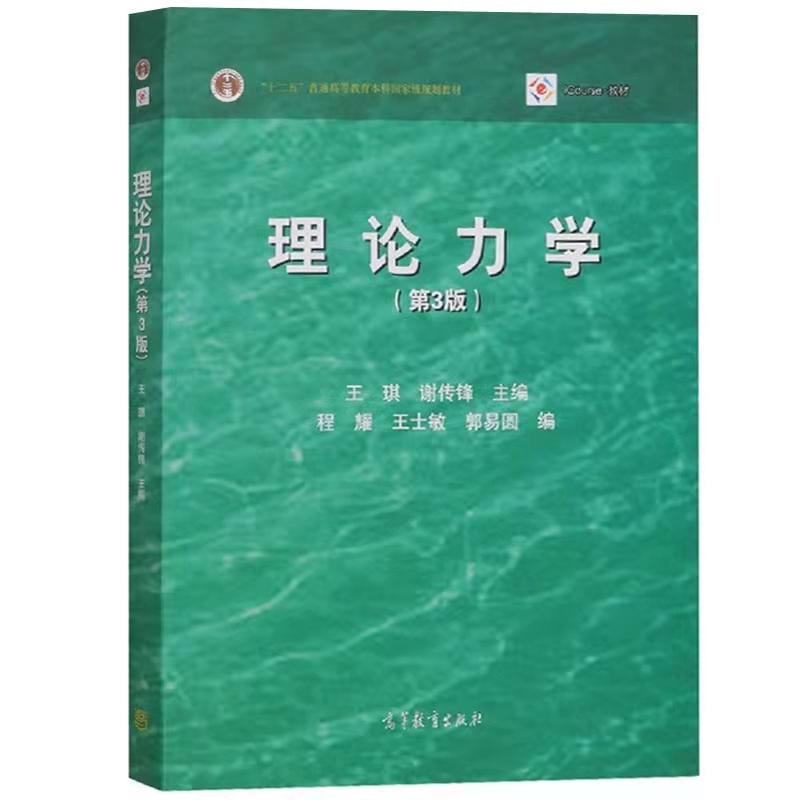 "十二五"普通高等教育本科国家级规划教材
iCourse·教材
理论力学
(第3版)
王 琪 谢传锋 主编
程 耀 王士敏 郭易圆 编
高等教育出版社
理论力学(第3版)
王 琪 谢传锋 主编